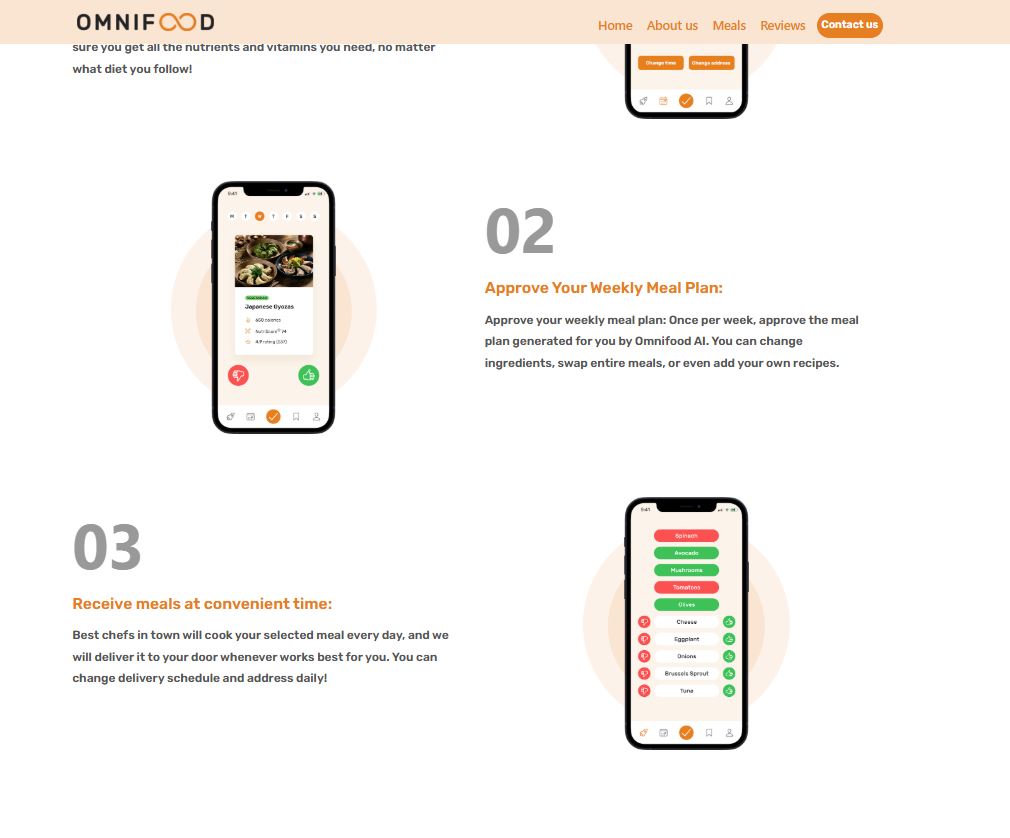 OMNIFOOD
Home About us Meals Reviews Contact us
sure you get all the nutrients and vitamins you need, no matter
what diet you follow!
Change time Change address
9:41
M T W T F S S
Japanese Gyozas
650 calories
NutriScore® 74
4.9 rating (537)
02
Approve Your Weekly Meal Plan:
Approve your weekly meal plan: Once per week, approve the meal
plan generated for you by Omnifood AI. You can change
ingredients, swap entire meals, or even add your own recipes.
03
Receive meals at convenient time:
Best chefs in town will cook your selected meal every day, and we
will deliver it to your door whenever works best for you. You can
change delivery schedule and address daily!
9:41
Spinach
Avocado
Mushrooms
Tomatoes
Olives
Cheese
Eggplant
Onions
Brussels Sprout
Tuna